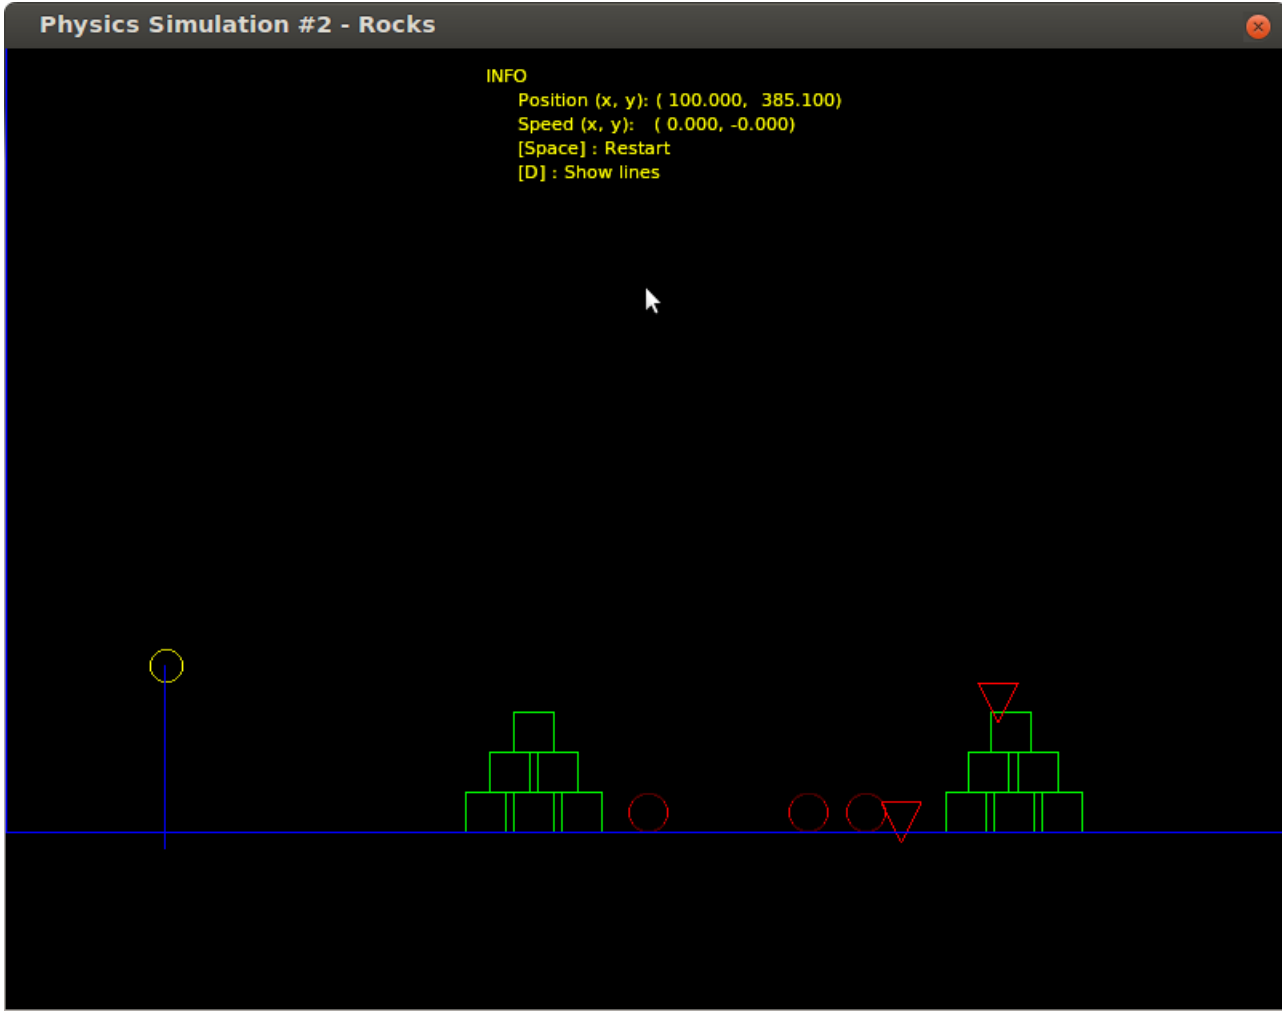 Physics Simulation #2 - Rocks
INFO
Position (x, y): ( 100.000,  385.100)
Speed (x, y):   ( 0.000, -0.000)
[Space] : Restart
[D] : Show lines